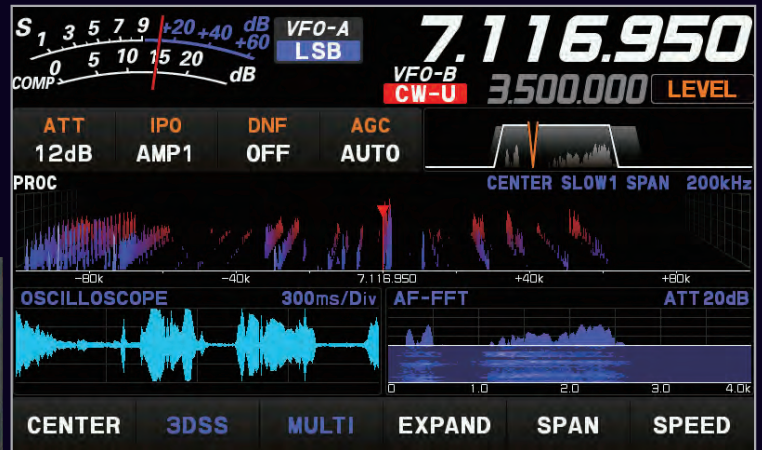 S 1 3 5 7 9 +20 +40 +60 dB
COMP 0 5 10 15 20 dB
VFO-A
LSB
7.116.950
VFO-B
CW-U
3.500.000
LEVEL
ATT IPO DNF AGC
12dB AMP1 OFF AUTO
PROC CENTER SLOW1 SPAN 200kHz
-80k -40k 7.116.950 +40k +80k
OSCILLOSCOPE 300ms/Div AF-FFT ATT 20dB
0 1.0 2.0 3.0 4.0k
CENTER 3DSS MULTI EXPAND SPAN SPEED